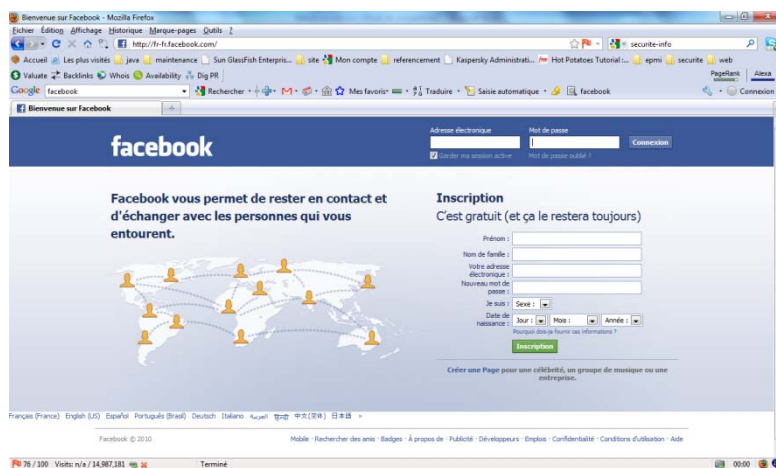 Bienvenue sur Facebook - Mozilla Firefox
Fichier Édition Affichage Historique Marque-pages Outils ?
http://fr-fr.facebook.com/ securite-info
Accueil Les plus visités java maintenance Sun GlassFish Enterpris... site Mon compte referencement Kaspersky Administrati... Hot Potatoes Tutorial :... epmi securite web
Valuate Backlinks Whois Availability Dig PR PageRank Alexa
Google facebook Rechercher Mes favoris Traduire Saisie automatique facebook Connexion
Bienvenue sur Facebook
facebook
Adresse électronique Mot de passe
Connexion
Garder ma session active Mot de passe oublié ?
Facebook vous permet de rester en contact et
d'échanger avec les personnes qui vous
entourent.
Inscription
C'est gratuit (et ça le restera toujours)
Prénom :
Nom de famille :
Votre adresse
électronique :
Nouveau mot de
passe :
Je suis : Sexe :
Date de
naissance : Jour : Mois : Année :
Pourquoi dois-je fournir ces informations ?
Inscription
Créer une Page pour une célébrité, un groupe de musique ou une
entreprise.
Français (France) English (US) Español Português (Brasil) Deutsch Italiano العربية हिन्दी 中文(简体) 日本語 »
Facebook © 2010 Mobile · Rechercher des amis · Badges · À propos de · Publicité · Développeurs · Emplois · Confidentialité · Conditions d'utilisation · Aide
76 / 100 Visits: n/a / 14,987,181 Terminé 00:00